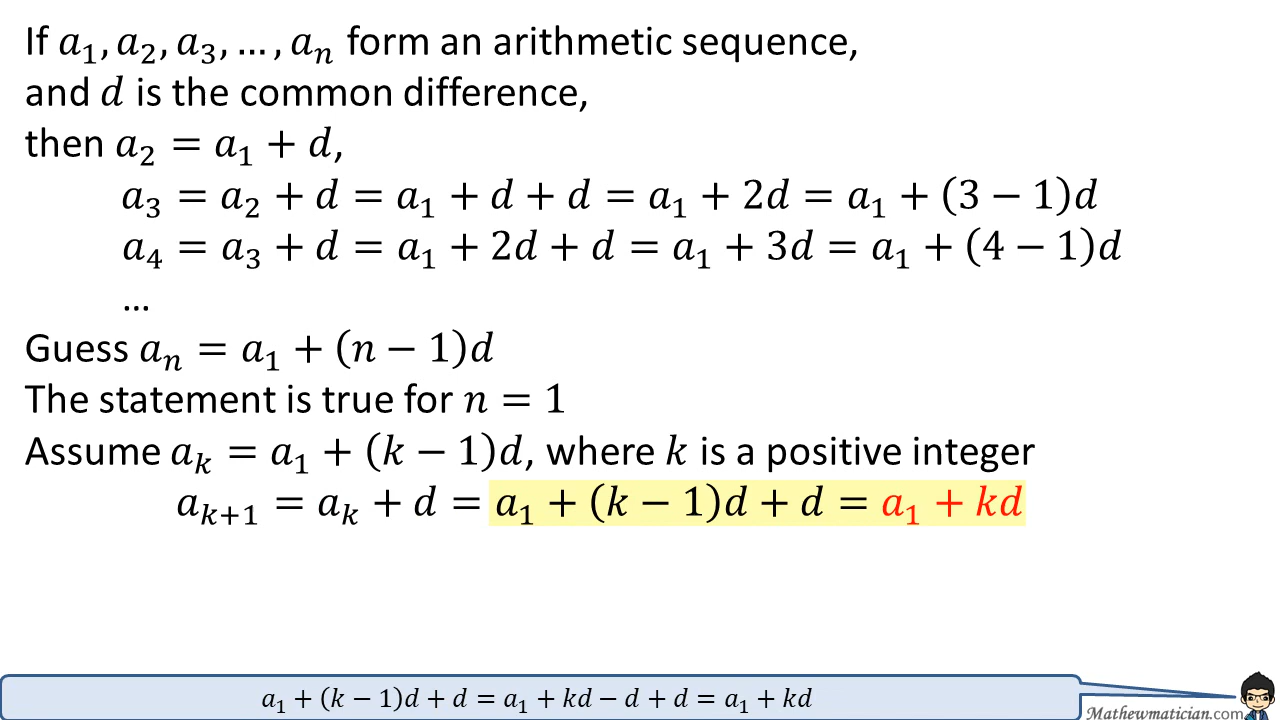 If a₁, a₂, a₃, …, aₙ form an arithmetic sequence,
and d is the common difference,
then a₂ = a₁ + d,
a₃ = a₂ + d = a₁ + d + d = a₁ + 2d = a₁ + (3 − 1)d
a₄ = a₃ + d = a₁ + 2d + d = a₁ + 3d = a₁ + (4 − 1)d
…
Guess aₙ = a₁ + (n − 1)d
The statement is true for n = 1
Assume aₖ = a₁ + (k − 1)d, where k is a positive integer
aₖ₊₁ = aₖ + d = a₁ + (k − 1)d + d = a₁ + kd
a₁ + (k − 1)d + d = a₁ + kd − d + d = a₁ + kd
Mathewmatician.com